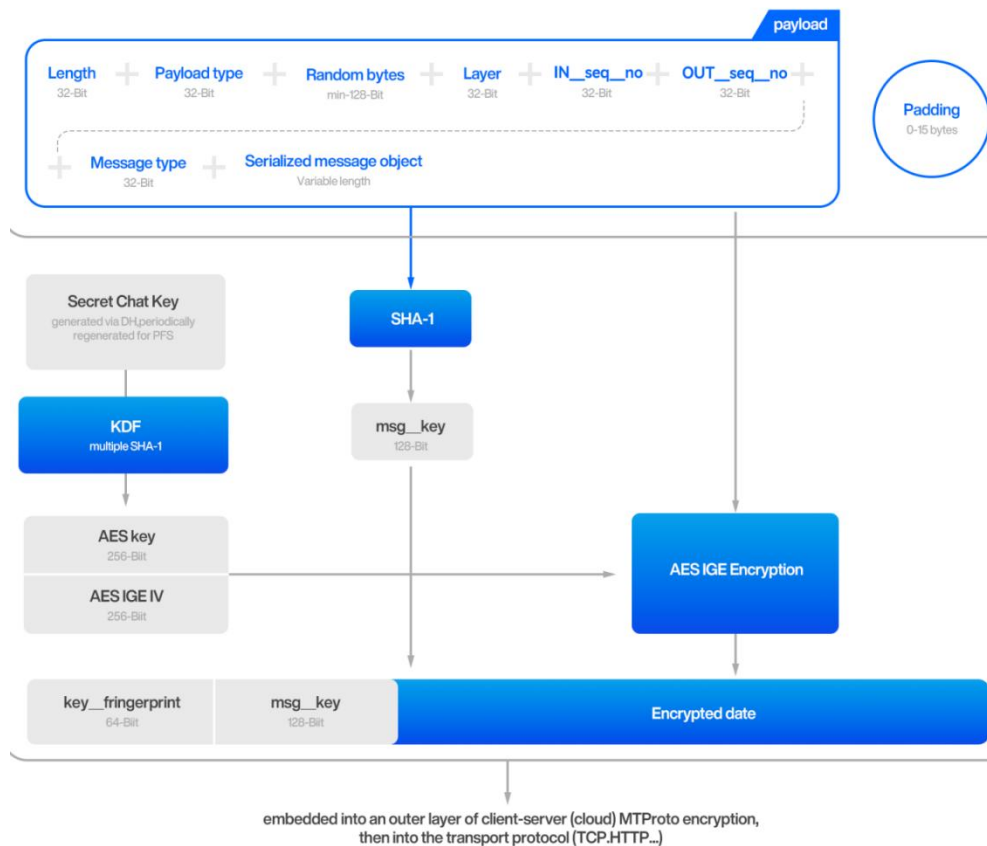 payload
Length
32-Bit
Payload type
32-Bit
Random bytes
min-128-Bit
Layer
32-Bit
IN__seq__no
32-Bit
OUT__seq__no
32-Bit
Padding
0-15 bytes
Message type
32-Bit
Serialized message object
Variable length
Secret Chat Key
generated via DH,periodically
regenerated for PFS
SHA-1
KDF
multiple SHA-1
msg__key
128-Bit
AES key
256-Biit
AES IGE IV
256-Biit
AES IGE Encryption
key__fringerprint
64-Biit
msg__key
128-Biit
Encrypted date
embedded into an outer layer of client-server (cloud) MTProto encryption,
then into the transport protocol (TCP.HTTP...)